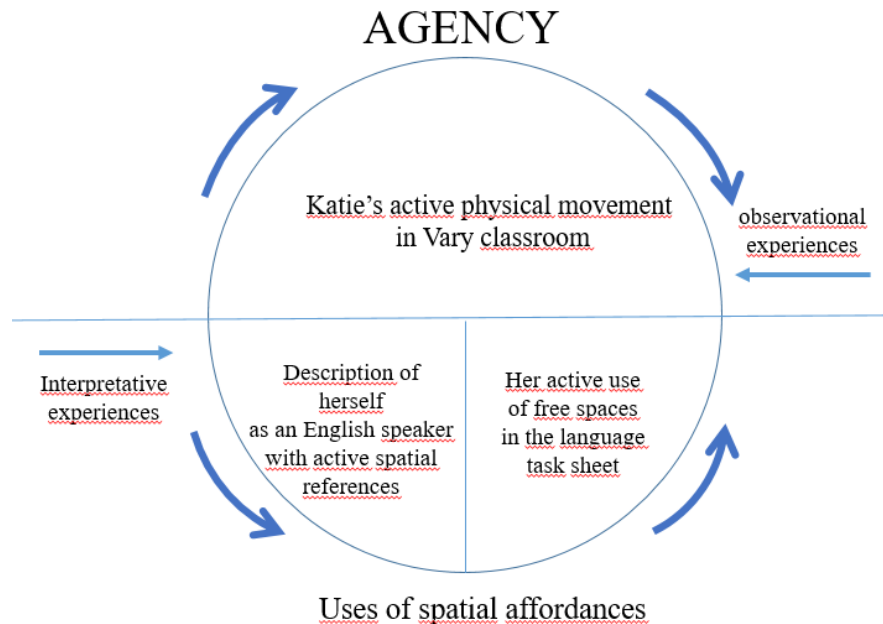 AGENCY
Katie's active physical movement
in Vary classroom
observational
experiences
Interpretative
experiences
Description of
herself
as an English speaker
with active spatial
references
Her active use
of free spaces
in the language
task sheet
Uses of spatial affordances